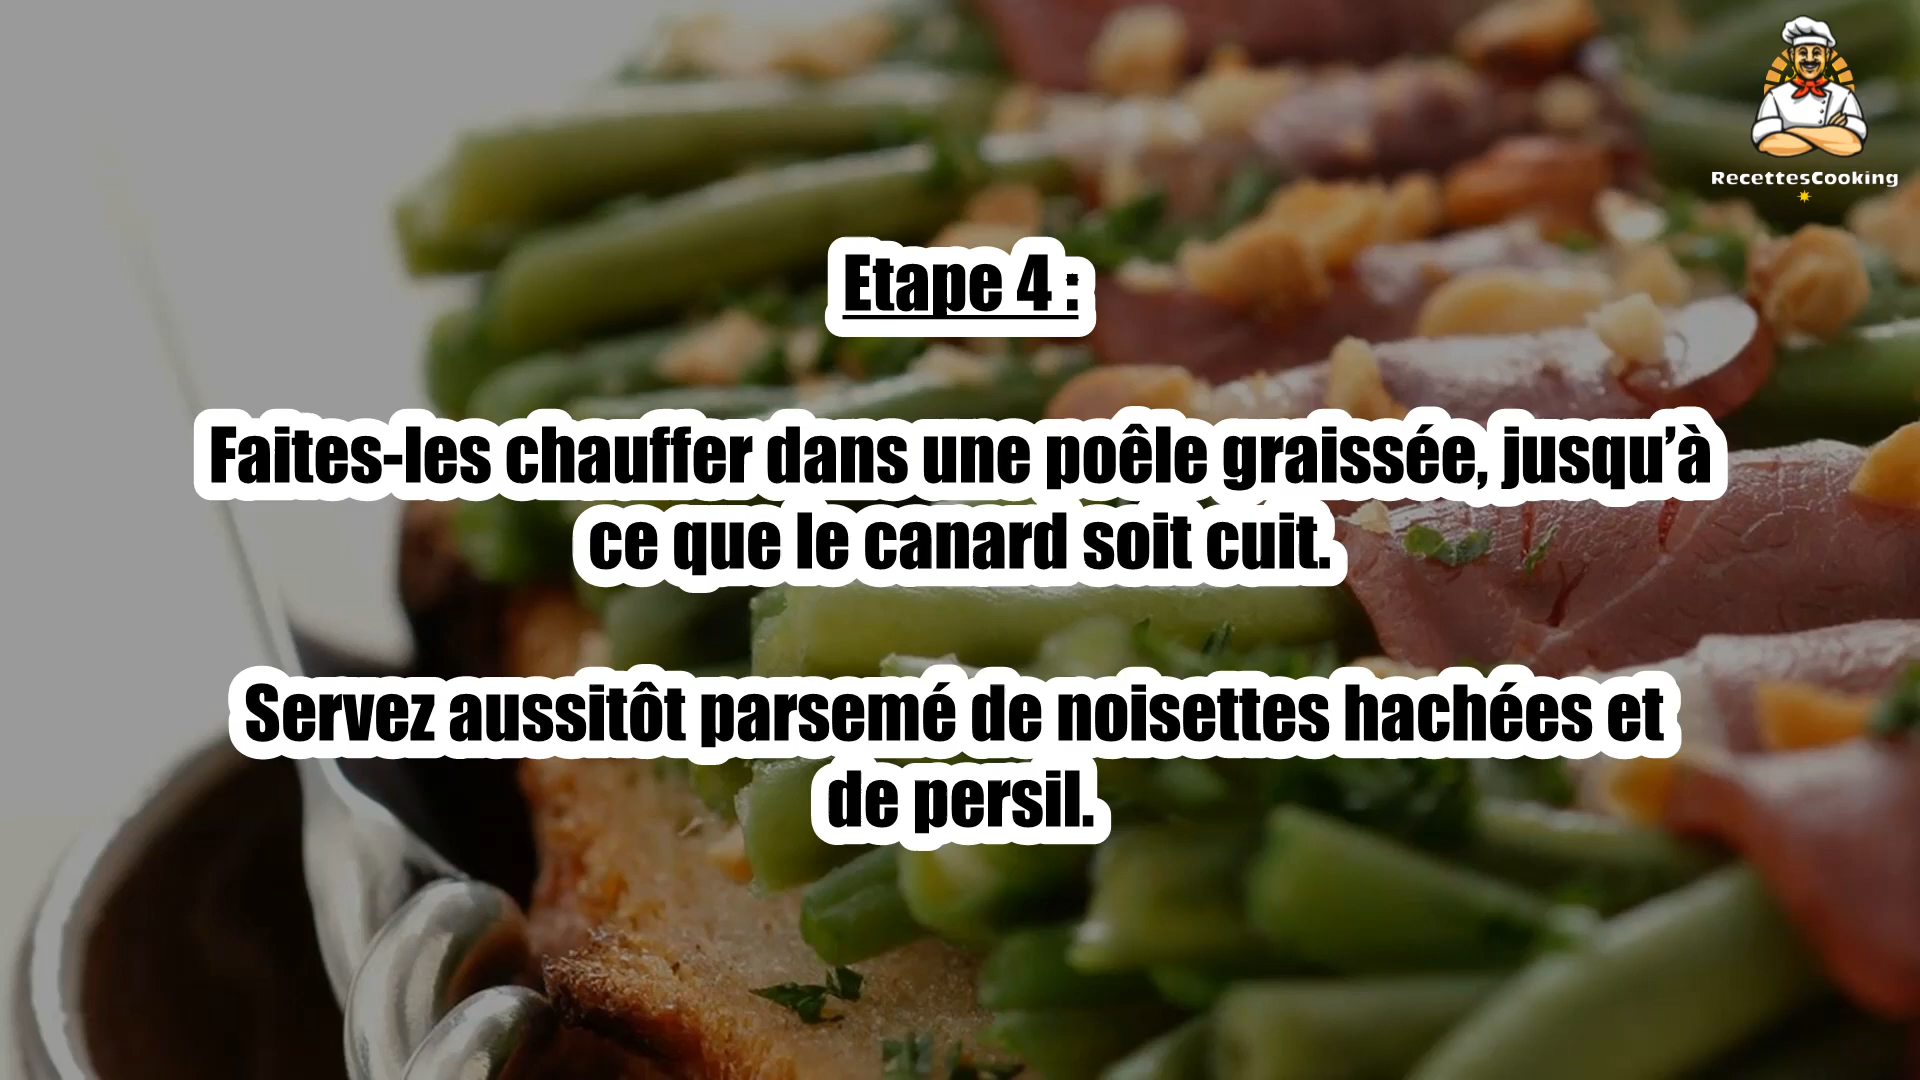 RecettesCooking
Etape 4 :
Faites-les chauffer dans une poêle graissée, jusqu’à
ce que le canard soit cuit.
Servez aussitôt parsemé de noisettes hachées et
de persil.